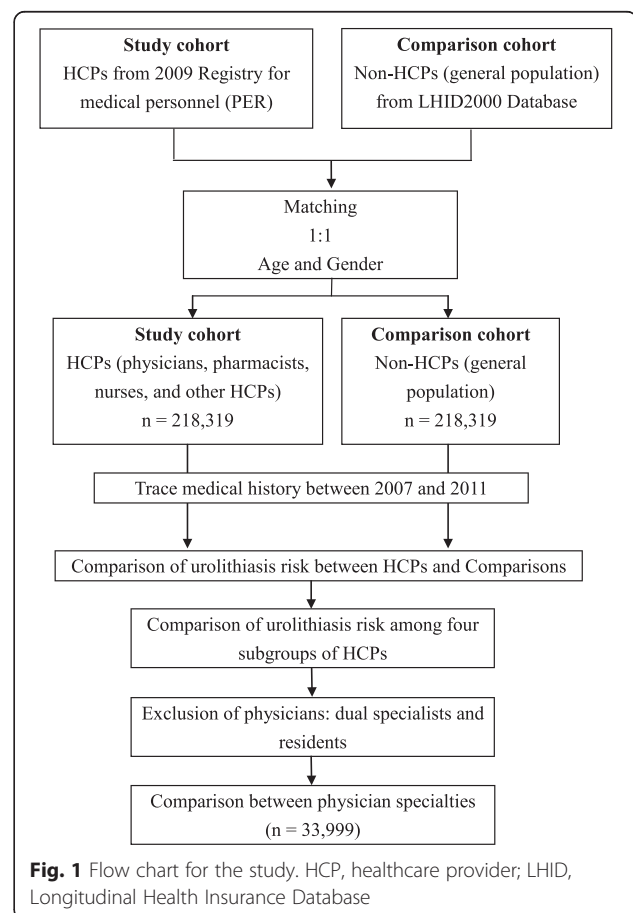 Study cohort
HCPs from 2009 Registry for
medical personnel (PER)
Comparison cohort
Non-HCPs (general population)
from LHID2000 Database
Matching
1:1
Age and Gender
Study cohort
HCPs (physicians, pharmacists,
nurses, and other HCPs)
n = 218,319
Comparison cohort
Non-HCPs (general
population)
n = 218,319
Trace medical history between 2007 and 2011
Comparison of urolithiasis risk between HCPs and Comparisons
Comparison of urolithiasis risk among four
subgroups of HCPs
Exclusion of physicians: dual specialists and
residents
Comparison between physician specialties
(n = 33,999)
Fig. 1 Flow chart for the study. HCP, healthcare provider; LHID,
Longitudinal Health Insurance Database